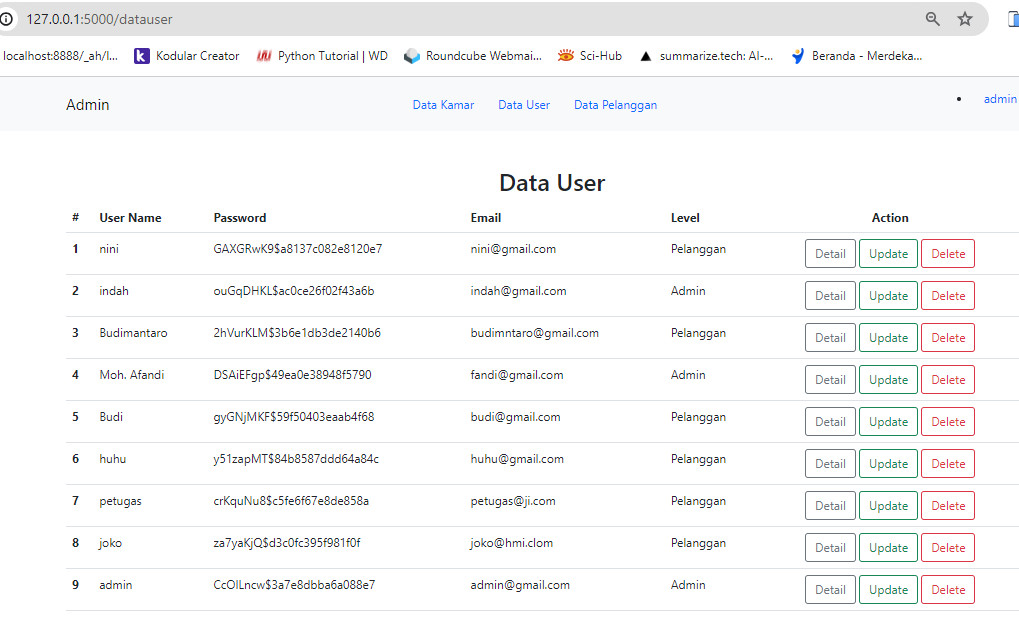 127.0.0.1:5000/datauser
localhost:8888/_ah/l... Kodular Creator Python Tutorial | WD Roundcube Webmai... Sci-Hub summarize.tech: AI-... Beranda - Merdeka...
Admin Data Kamar Data User Data Pelanggan • admin
Data User
# User Name Password Email Level Action
1 nini GAXGRwK9$a8137c082e8120e7 nini@gmail.com Pelanggan Detail Update Delete
2 indah ouGqDHKL$ac0ce26f02f43a6b indah@gmail.com Admin Detail Update Delete
3 Budimantaro 2hVurKLM$3b6e1db3de2140b6 budimntaro@gmail.com Pelanggan Detail Update Delete
4 Moh. Afandi DSAiEFgp$49ea0e38948f5790 fandi@gmail.com Admin Detail Update Delete
5 Budi gyGNjMKF$59f50403eaab4f68 budi@gmail.com Pelanggan Detail Update Delete
6 huhu y51zapMT$84b8587ddd64a84c huhu@gmail.com Pelanggan Detail Update Delete
7 petugas crKquNu8$c5fe6f67e8de858a petugas@ji.com Pelanggan Detail Update Delete
8 joko za7yaKjQ$d3c0fc395f981f0f joko@hmi.clom Pelanggan Detail Update Delete
9 admin CcOlLncw$3a7e8dbba6a088e7 admin@gmail.com Admin Detail Update Delete